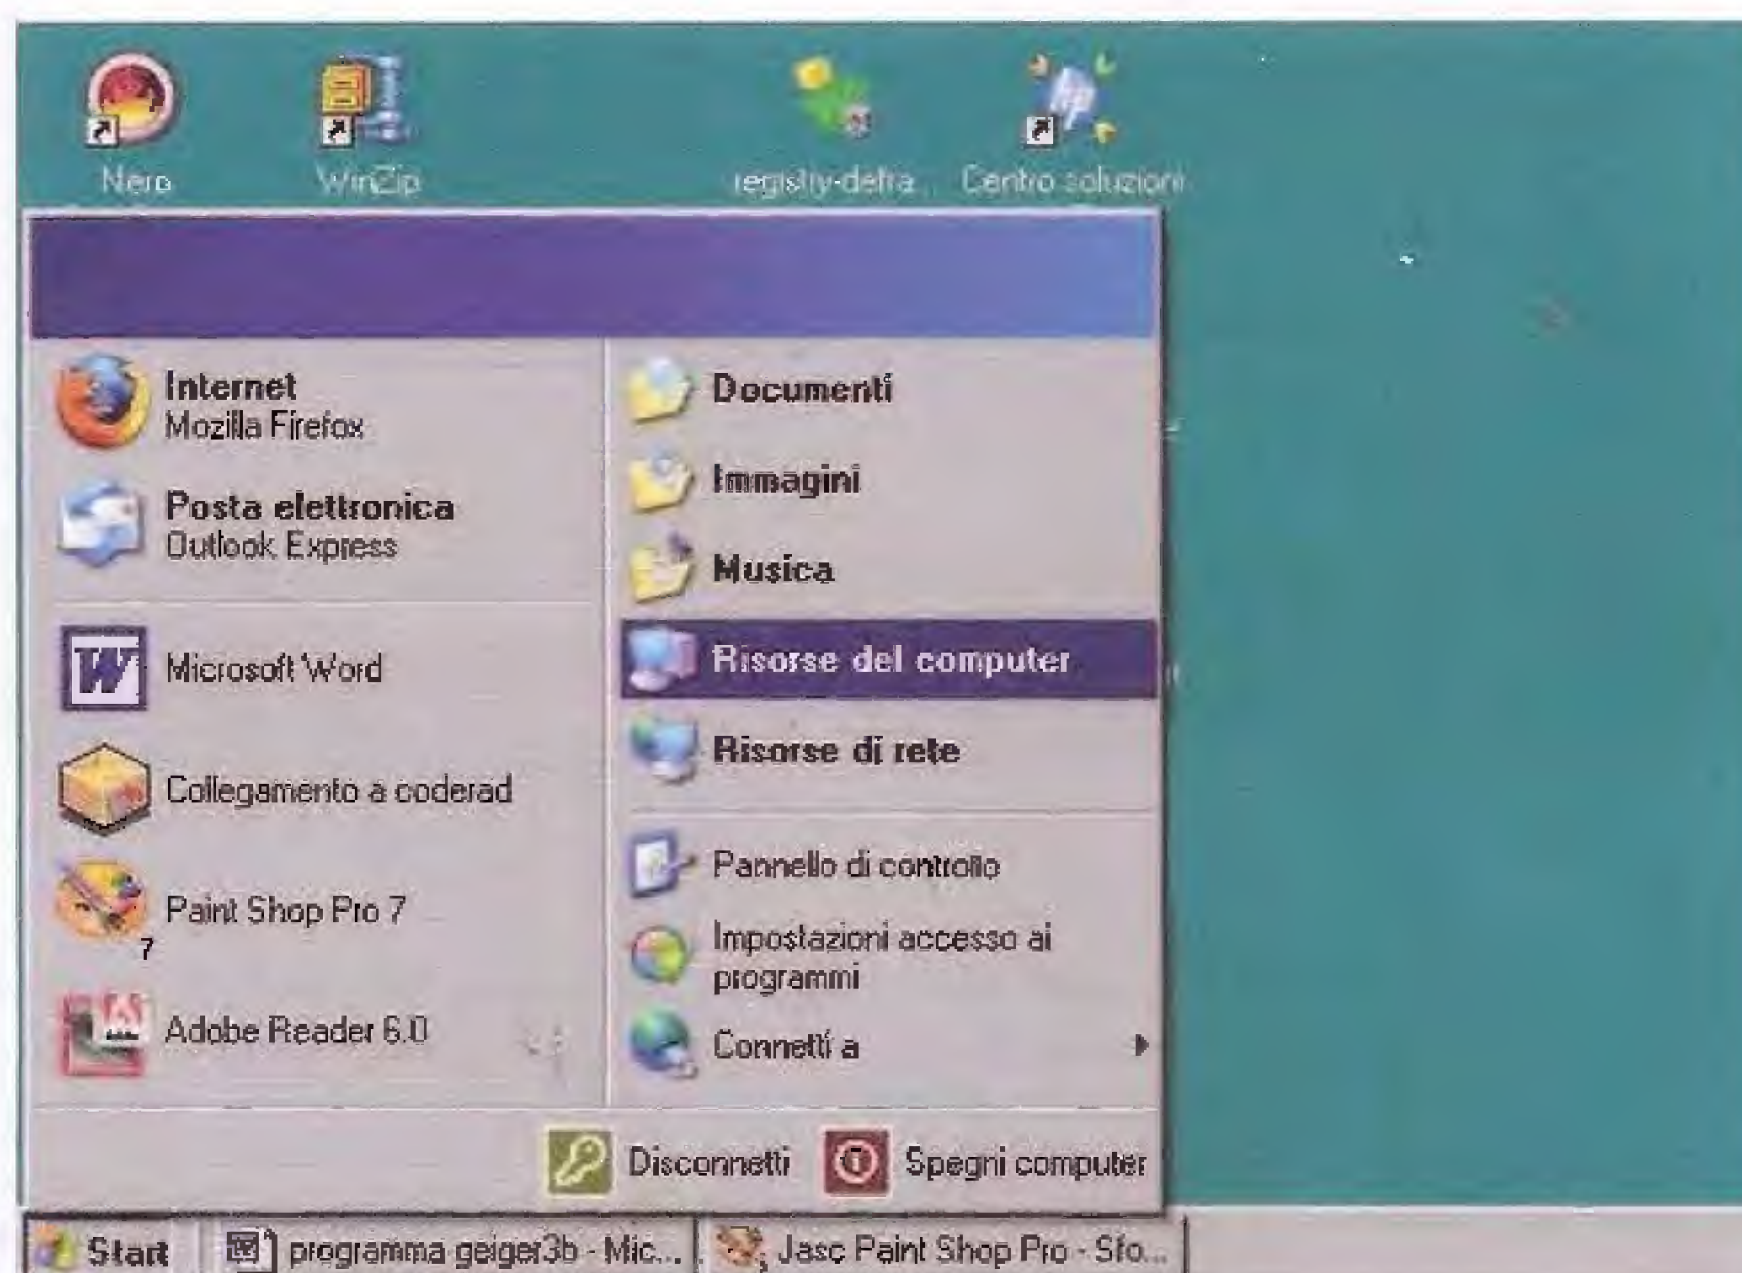 Nero
WinZip
registry-defra...
Centro soluzioni
Internet
Mozilla Firefox
Posta elettronica
Outlook Express
Microsoft Word
Collegamento a coderad
Paint Shop Pro 7
7
Adobe Reader 6.0
Documenti
Immagini
Musica
Risorse del computer
Risorse di rete
Pannello di controllo
Impostazioni accesso ai
programmi
Connetti a
Disconnetti
Spegni computer
Start
programma geiger3b - Mic...
Jasc Paint Shop Pro - Sfo...